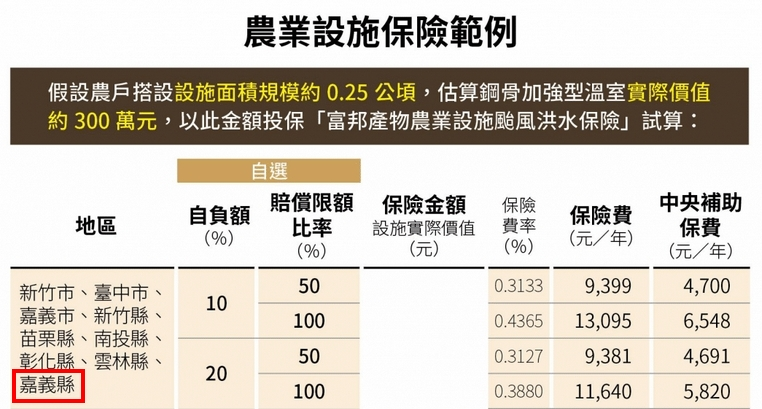 農業設施保險範例
假設農戶搭設設施面積規模約 0.25 公頃，估算鋼骨加強型溫室實際價值
約 300 萬元，以此金額投保「富邦產物農業設施颱風洪水保險」試算：
自選
地區
自負額
（%）
賠償限額
比率
（%）
保險金額
設施實際價值
（元）
保險
費率
（%）
保險費
（元／年）
中央補助
保費
（元／年）
新竹市、臺中市、
嘉義市、新竹縣、
苗栗縣、南投縣、
彰化縣、雲林縣、
嘉義縣
10
50 0.3133 9,399 4,700
100 0.4365 13,095 6,548
20
50 0.3127 9,381 4,691
100 0.3880 11,640 5,820